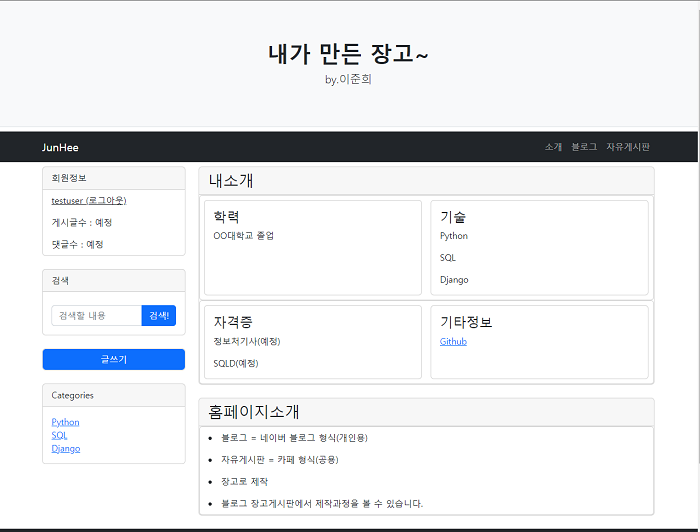 내가 만든 장고~
by.이준희
JunHee
소개 블로그 자유게시판
회원정보
testuser (로그아웃)
게시글수 : 예정
댓글수 : 예정
검색
검색할 내용 검색!
글쓰기
Categories
Python
SQL
Django
내소개
학력
OO대학교 졸업
기술
Python
SQL
Django
자격증
정보저기사(예정)
SQLD(예정)
기타정보
Github
홈페이지소개
• 블로그 = 네이버 블로그 형식(개인용)
• 자유게시판 = 카페 형식(공용)
• 장고로 제작
• 블로그 장고게시판에서 제작과정을 볼 수 있습니다.